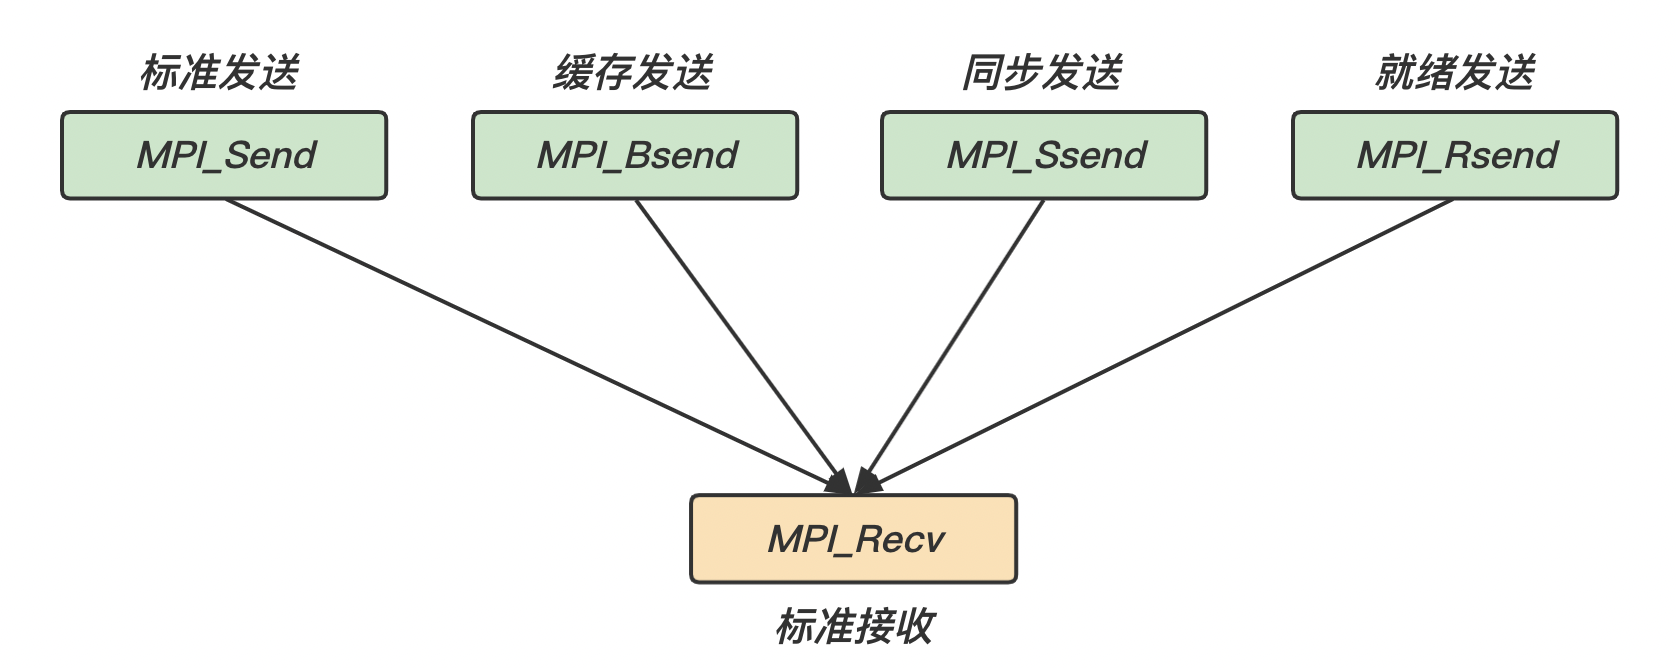 标准发送
缓存发送
同步发送
就绪发送
MPI_Send
MPI_Bsend
MPI_Ssend
MPI_Rsend
MPI_Recv
标准接收